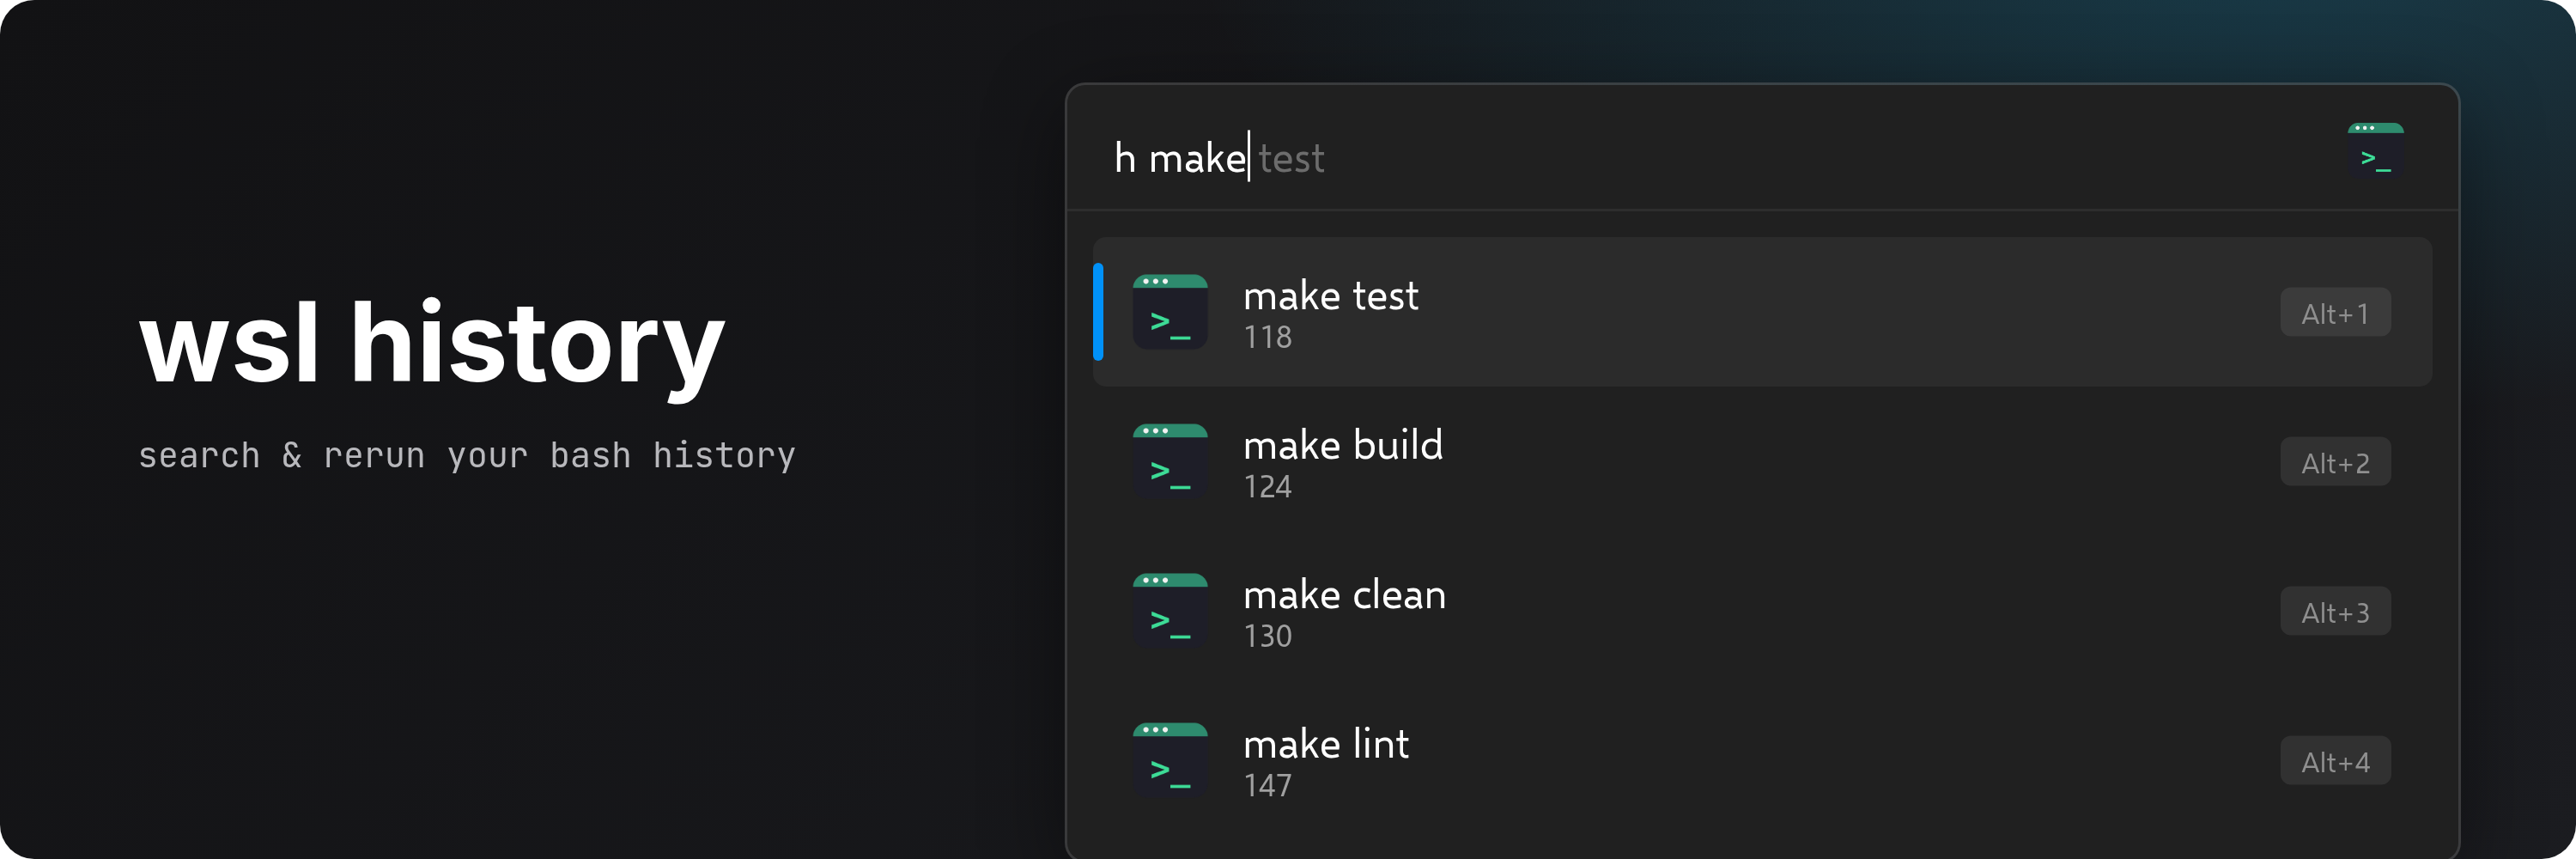 wsl history
search & rerun your bash history
h make test
>_
>_
make test
118
Alt+1
>_
make build
124
Alt+2
>_
make clean
130
Alt+3
>_
make lint
147
Alt+4